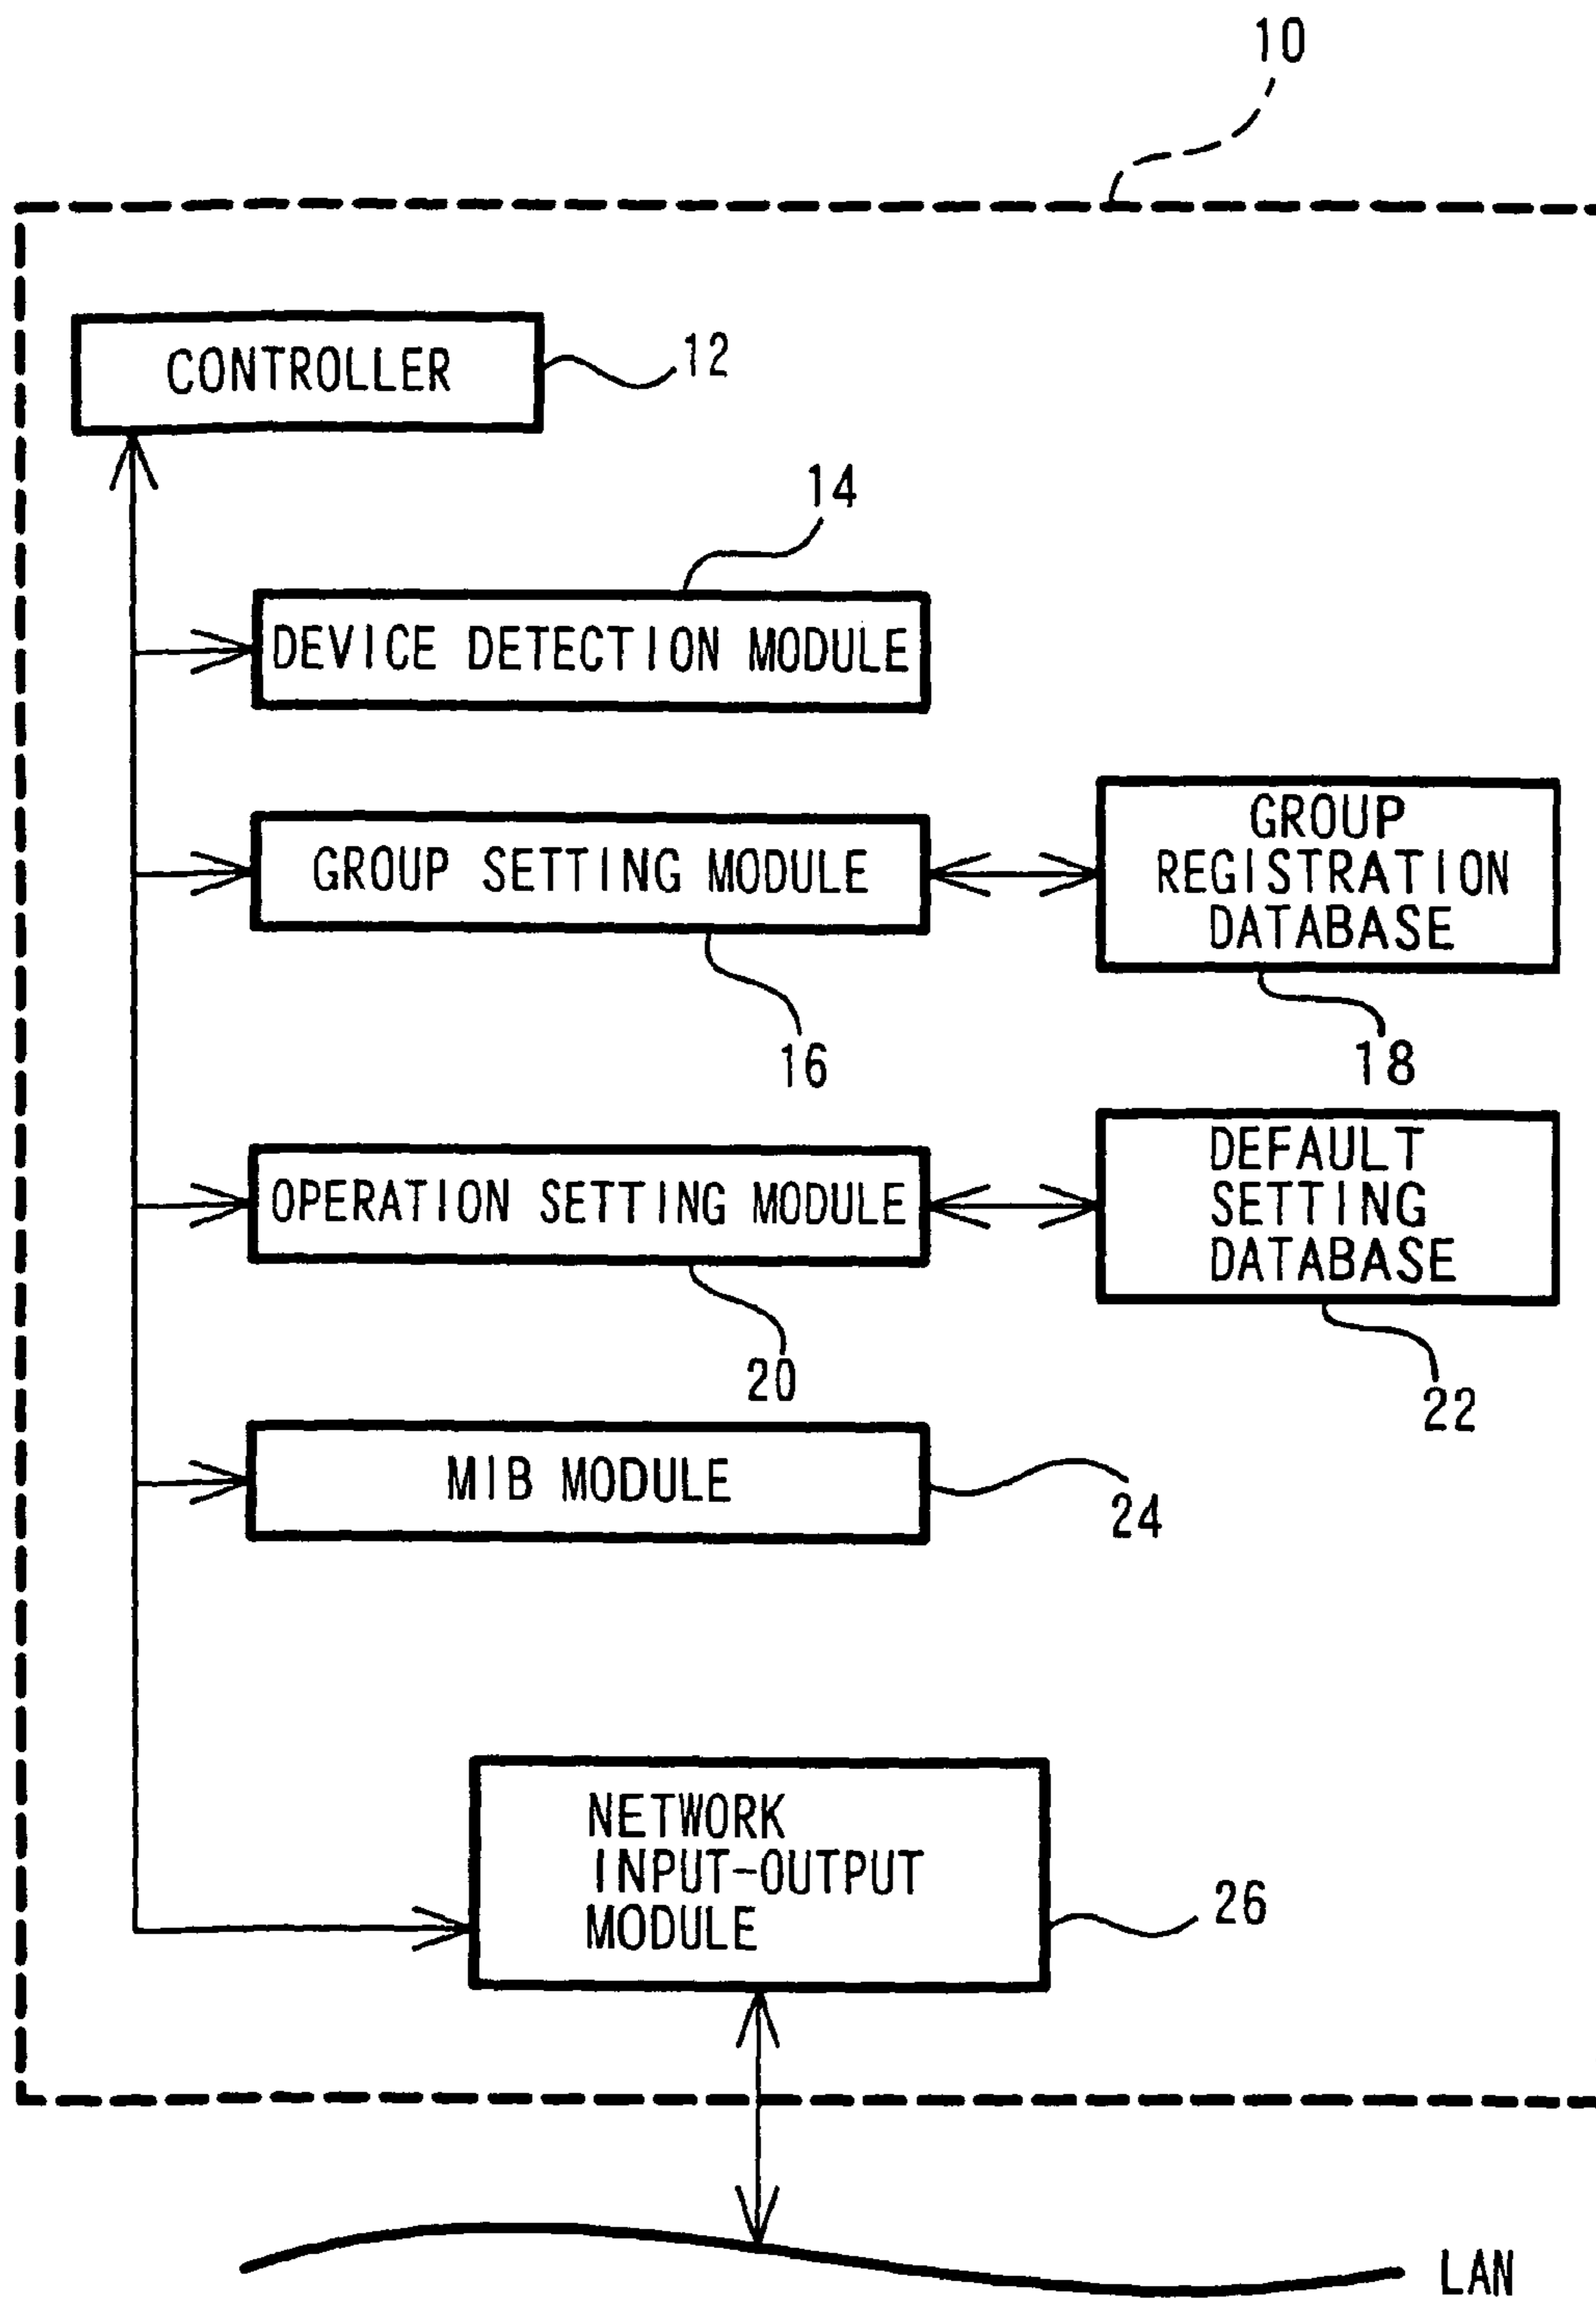 10
CONTROLLER
12
14
DEVICE DETECTION MODULE
GROUP SETTING MODULE
GROUP
REGISTRATION
DATABASE
16
18
OPERATION SETTING MODULE
DEFAULT
SETTING
DATABASE
20
22
MIB MODULE
24
NETWORK
INPUT-OUTPUT
MODULE
26
LAN